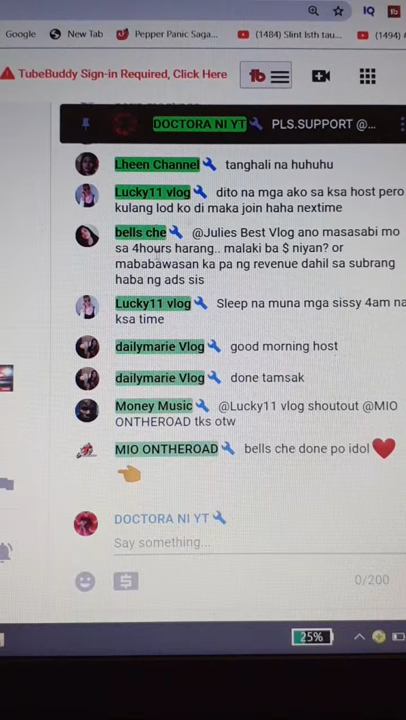 Google New Tab Pepper Panic Saga... (1484) Slint Isth tau... (1494)
TubeBuddy Sign-in Required, Click Here
DOCTORA NI YT PLS.SUPPORT @...
Lheen Channel tanghali na huhuhu
Lucky11 vlog dito na mga ako sa ksa host pero
kulang lod ko di maka join haha nextime
bells che @Julies Best Vlog ano masasabi mo
sa 4hours harang.. malaki ba $ niyan? or
mababawasan ka pa ng revenue dahil sa subrang
haba ng ads sis
Lucky11 vlog Sleep na muna mga sissy 4am na
ksa time
dailymarie Vlog good morning host
dailymarie Vlog done tamsak
Money Music @Lucky11 vlog shoutout @MIO
ONTHEROAD tks otw
MIO ONTHEROAD bells che done po idol
DOCTORA NI YT
Say something...
0/200
25%